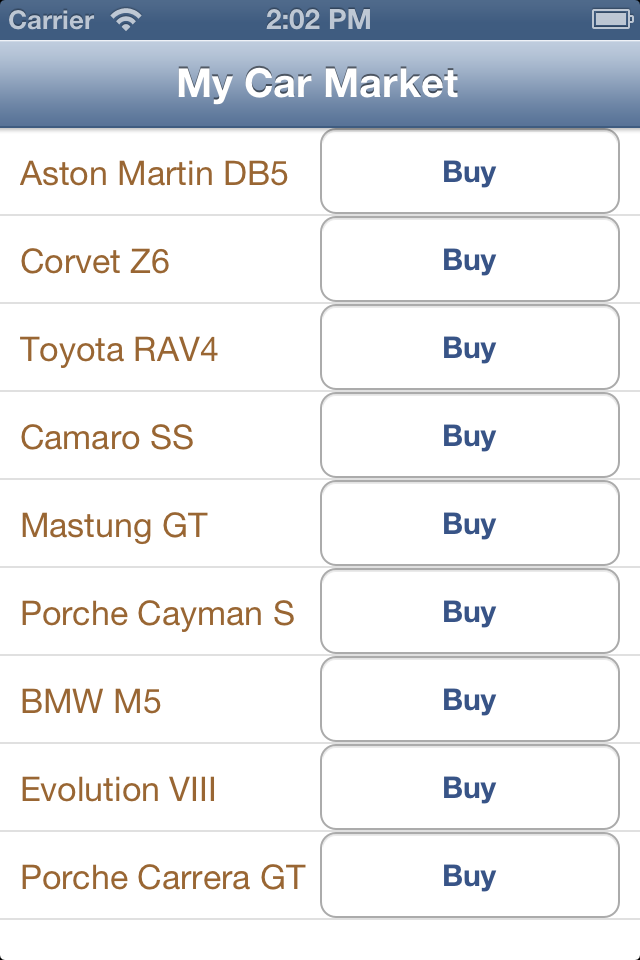 Carrier 2:02 PM
My Car Market
Aston Martin DB5 Buy
Corvet Z6 Buy
Toyota RAV4 Buy
Camaro SS Buy
Mastung GT Buy
Porche Cayman S Buy
BMW M5 Buy
Evolution VIII Buy
Porche Carrera GT Buy